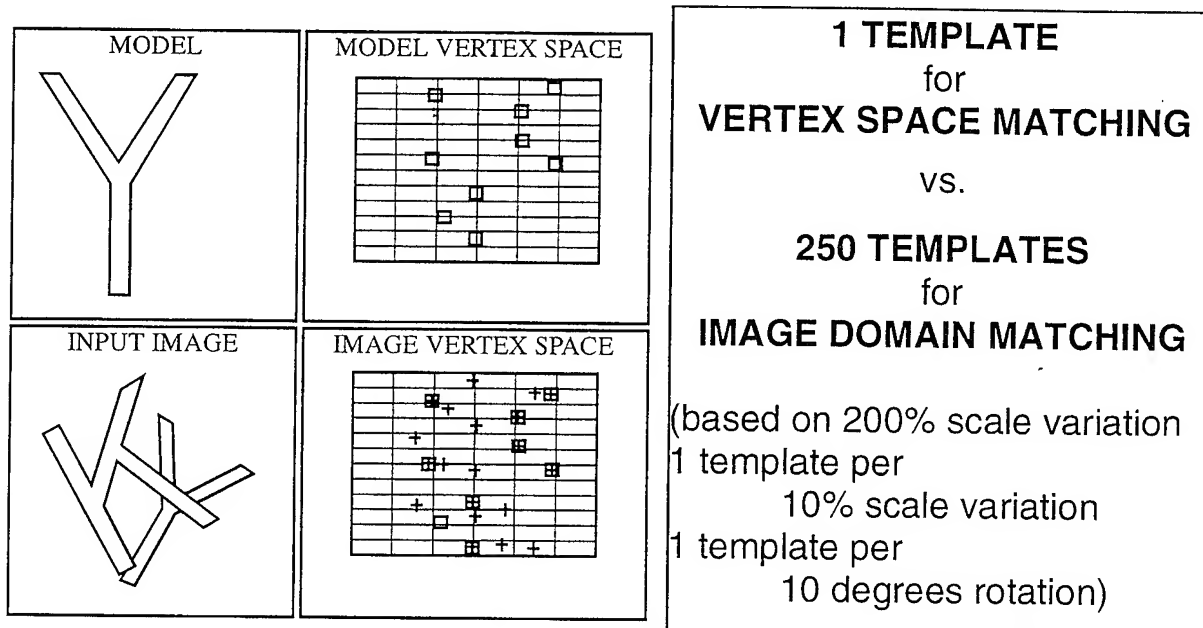 MODEL
MODEL VERTEX SPACE
INPUT IMAGE
IMAGE VERTEX SPACE
1 TEMPLATE
for
VERTEX SPACE MATCHING
vs.
250 TEMPLATES
for
IMAGE DOMAIN MATCHING
(based on 200% scale variation
1 template per
10% scale variation
1 template per
10 degrees rotation)